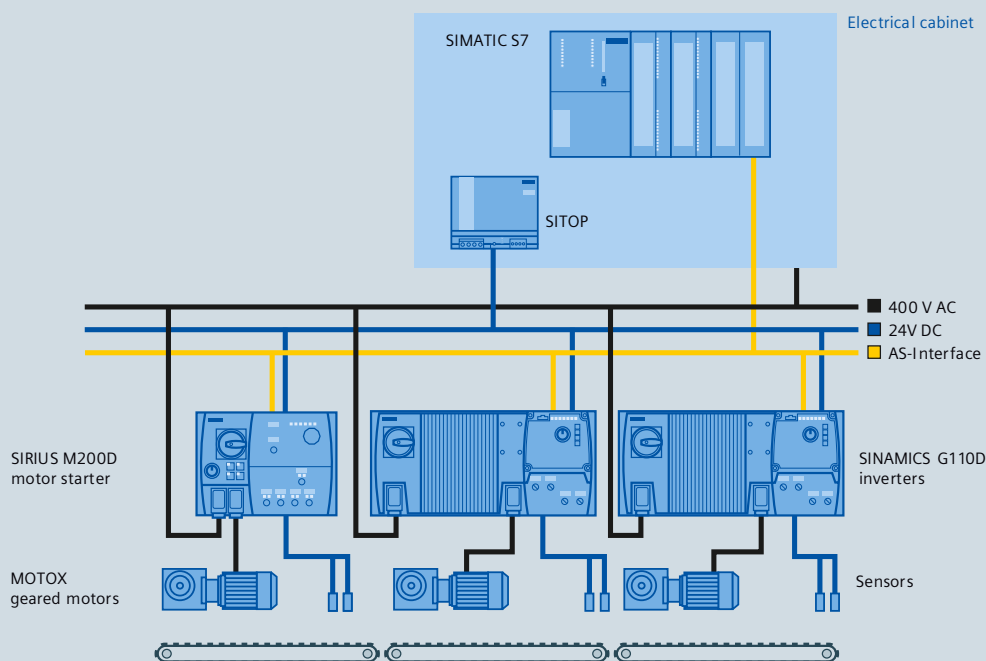 Electrical cabinet
SIMATIC S7
SITOP
400 V AC
24V DC
AS-Interface
SIRIUS M200D
motor starter
SINAMICS G110D
inverters
MOTOX
geared motors
Sensors